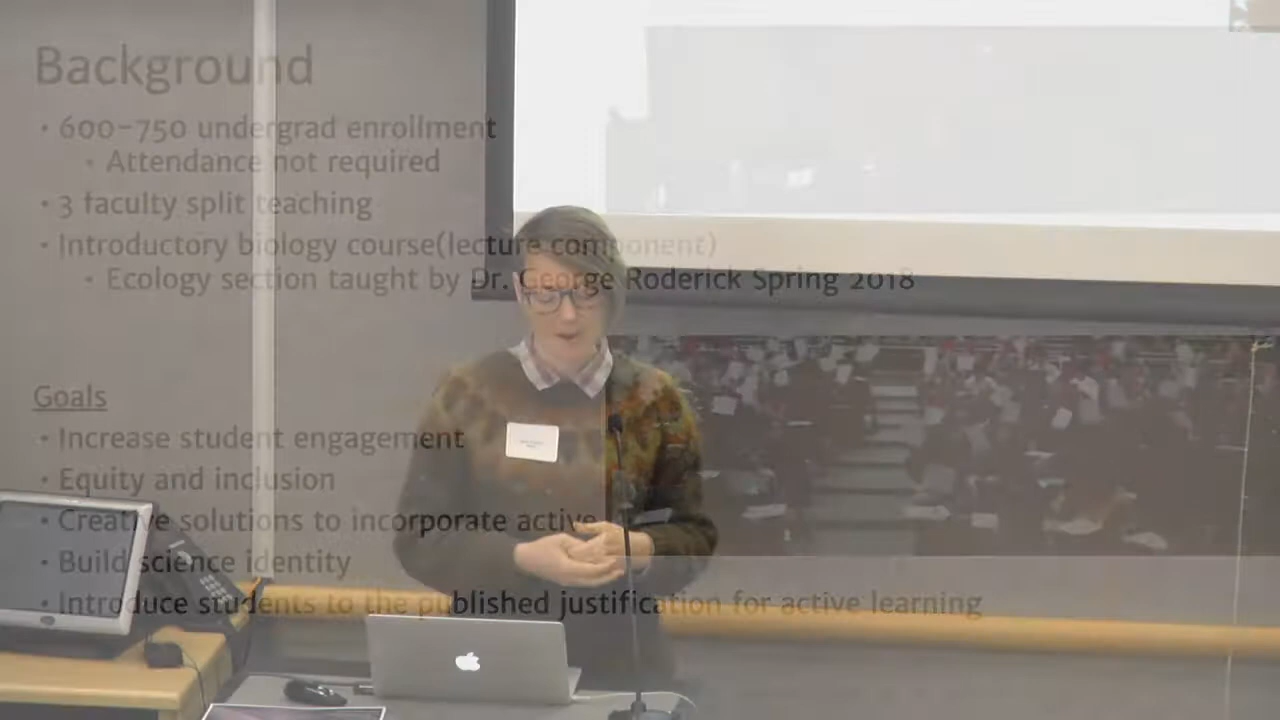 Background
• 600-750 undergrad enrollment
• Attendance not required
• 3 faculty split teaching
• Introductory biology course(lecture component)
• Ecology section taught by Dr. George Roderick Spring 2018
Goals
• Increase student engagement
• Equity and inclusion
• Creative solutions to incorporate active
• Build science identity
• Introduce students to the published justification for active learning